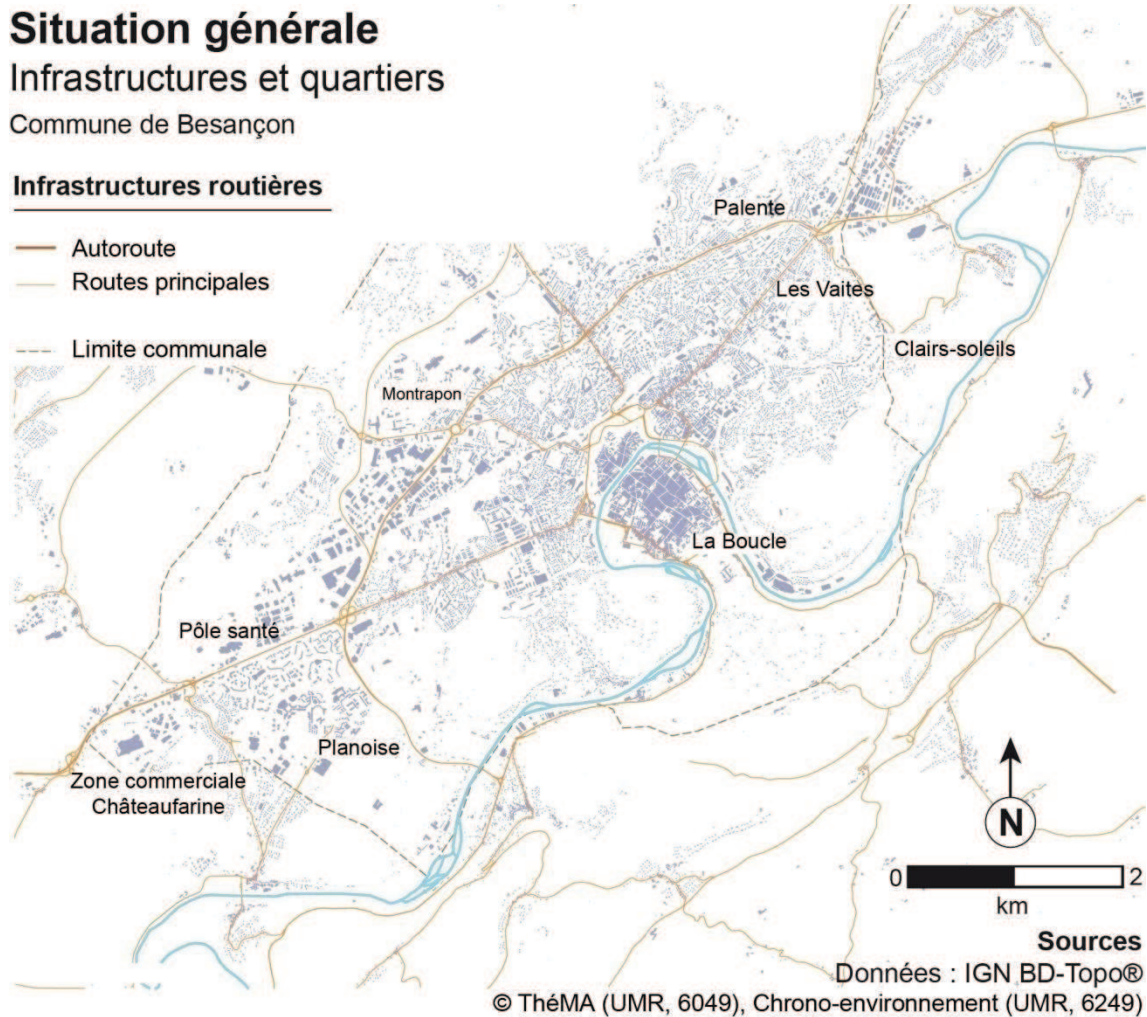 Situation générale
Infrastructures et quartiers
Commune de Besançon
Infrastructures routières
Autoroute
Routes principales
Limite communale
Palente
Les Vaites
Clairs-soleils
Montrapon
La Boucle
Pôle santé
Planoise
Zone commerciale
Châteaufarine
N
0 2
km
Sources
Données : IGN BD-Topo®
© ThéMA (UMR, 6049), Chrono-environnement (UMR, 6249)